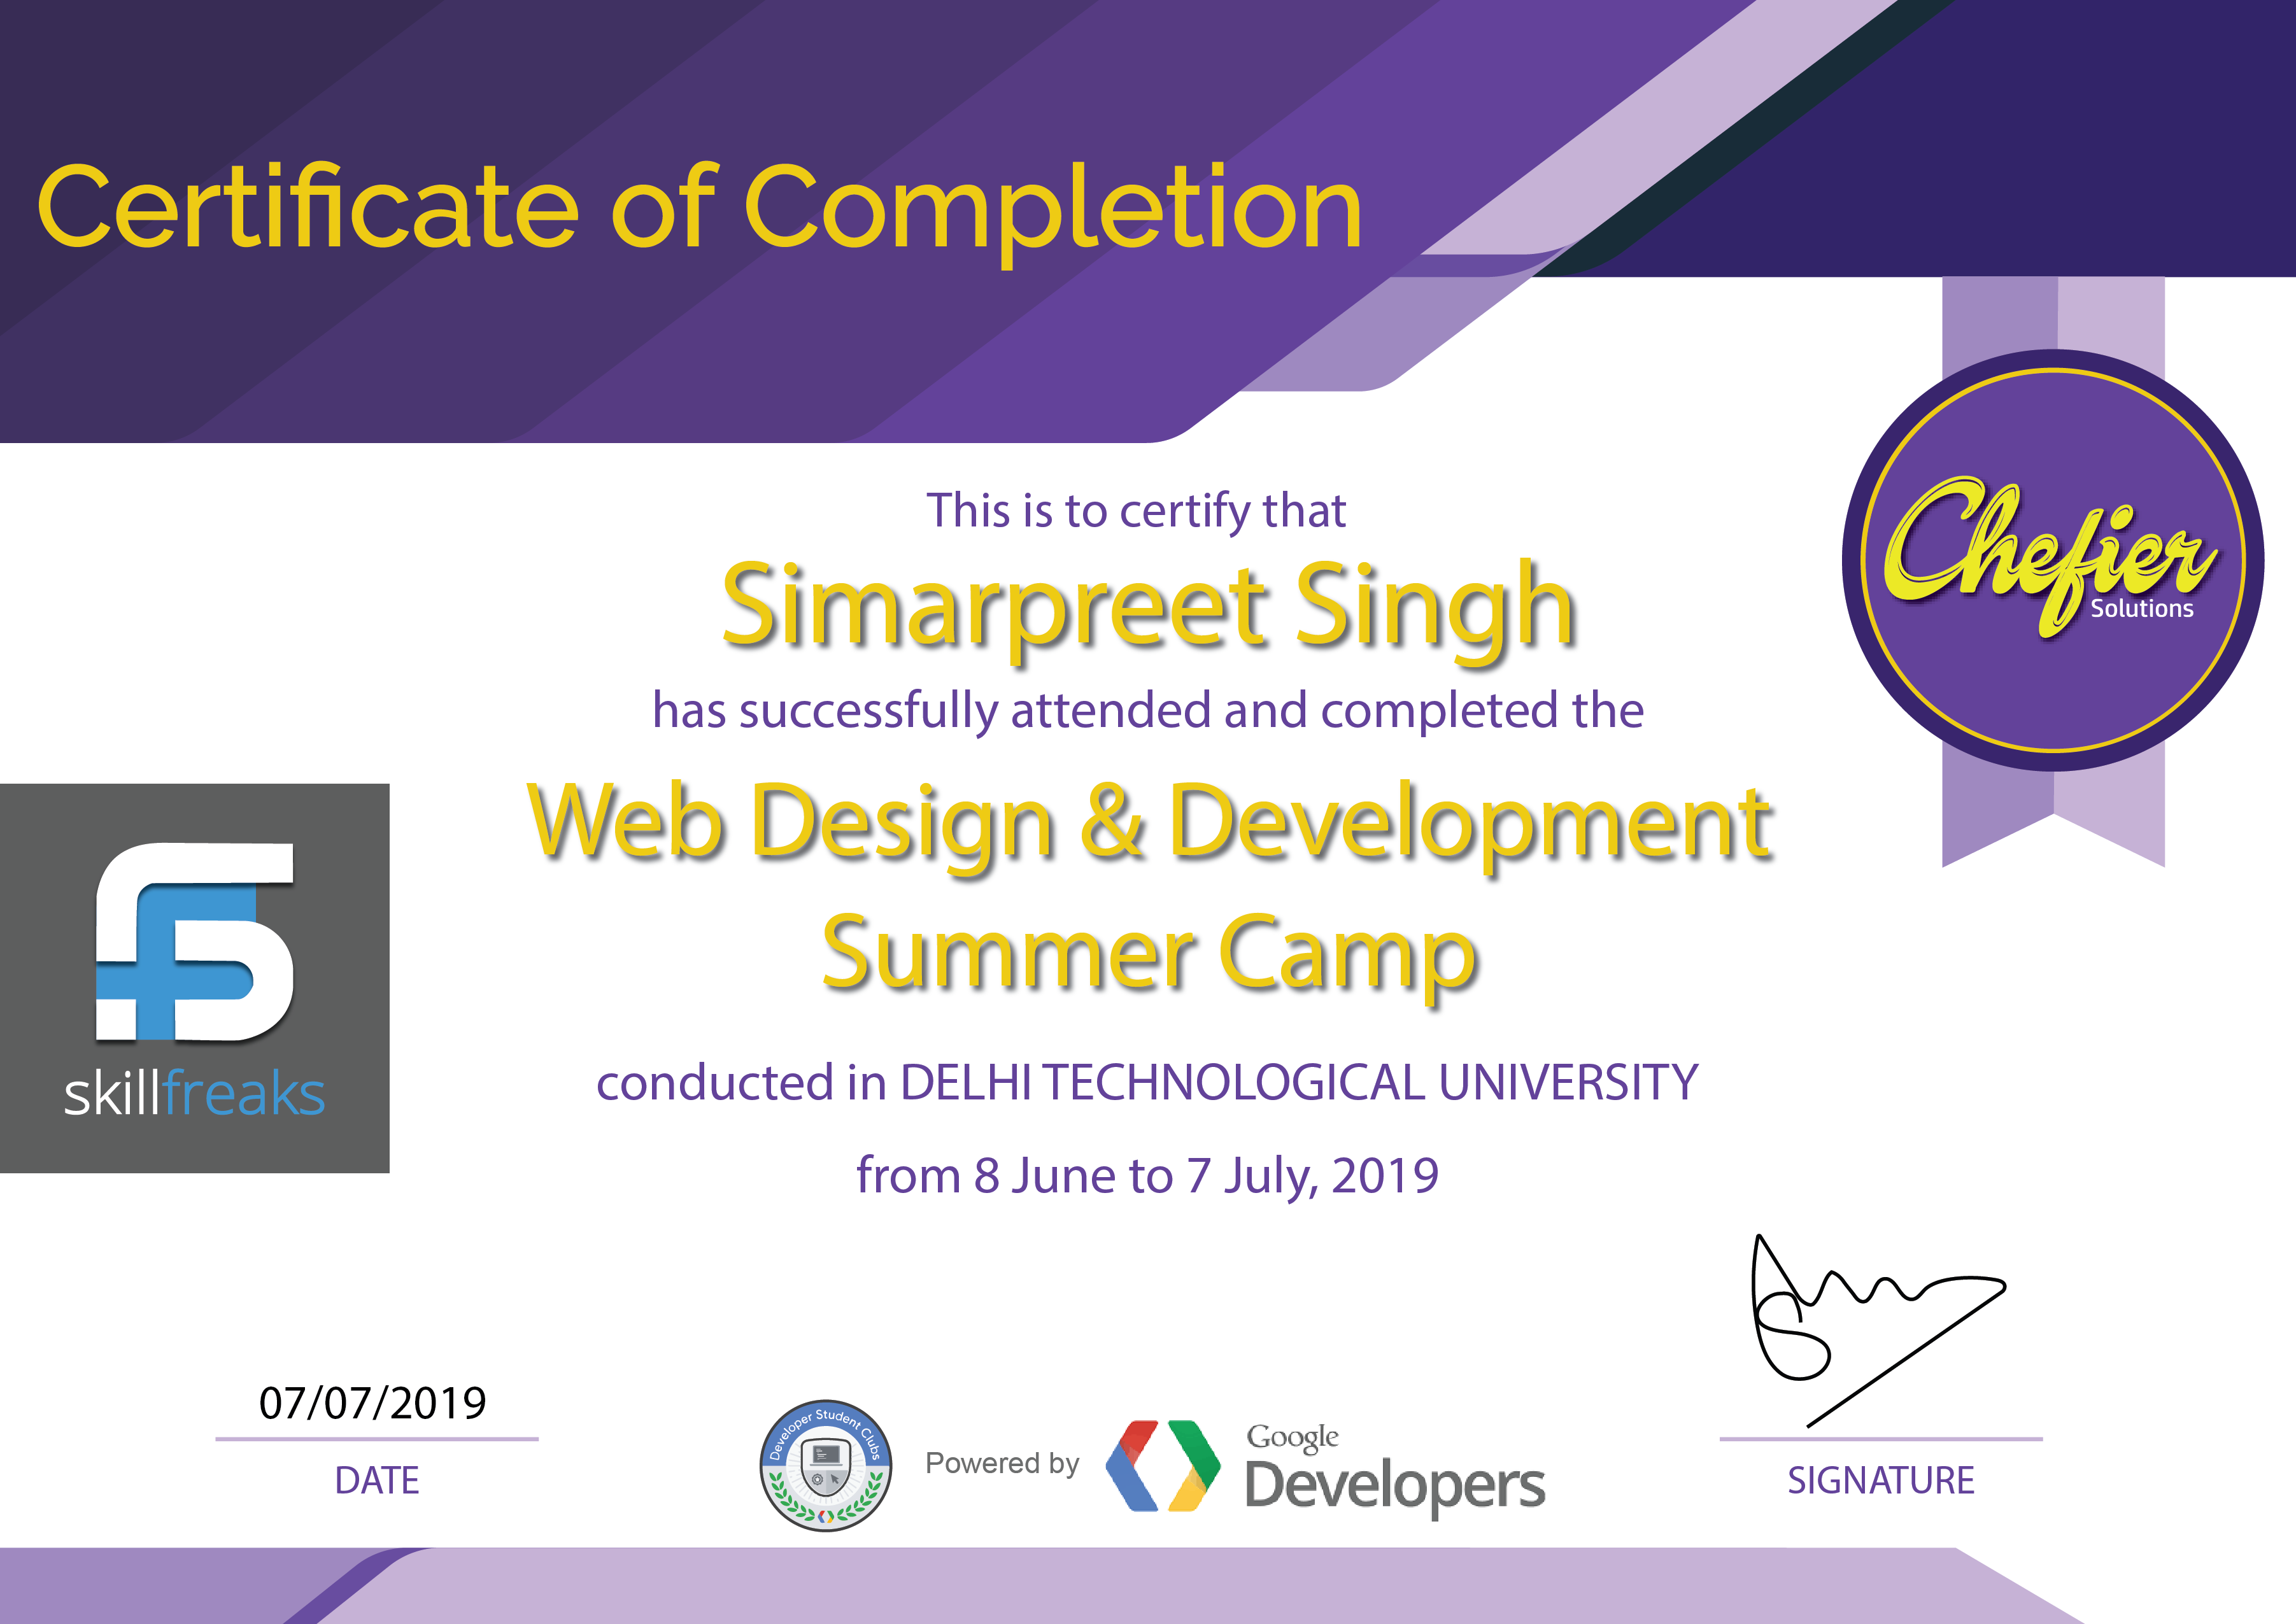 Certificate of Completion
This is to certify that
Simarpreet Singh
has successfully attended and completed the
Web Design & Development
Summer Camp
conducted in DELHI TECHNOLOGICAL UNIVERSITY
from 8 June to 7 July, 2019
Chefier
Solutions
skillfreaks
07/07/2019
DATE
Developer Student Clubs
Powered by
Google
Developers
SIGNATURE